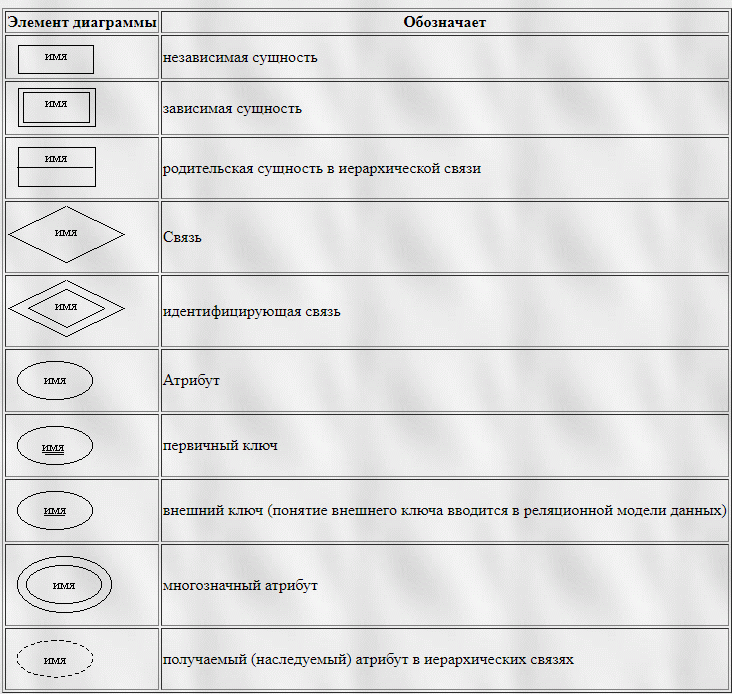 Элемент диаграммы Обозначает
имя независимая сущность
имя зависимая сущность
имя родительская сущность в иерархической связи
имя Связь
имя идентифицирующая связь
имя Атрибут
имя первичный ключ
имя внешний ключ (понятие внешнего ключа вводится в реляционной модели данных)
имя многозначный атрибут
имя получаемый (наследуемый) атрибут в иерархических связях